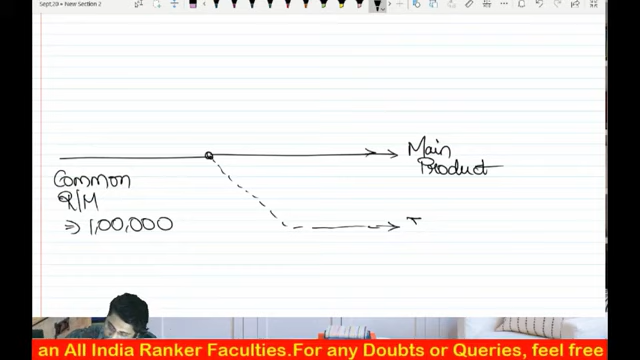 Sept.20 + New Section 2
Main
Product
Common
R/M
⇒ 1,00,000
an All India Ranker Faculties.For any Doubts or Queries, feel free